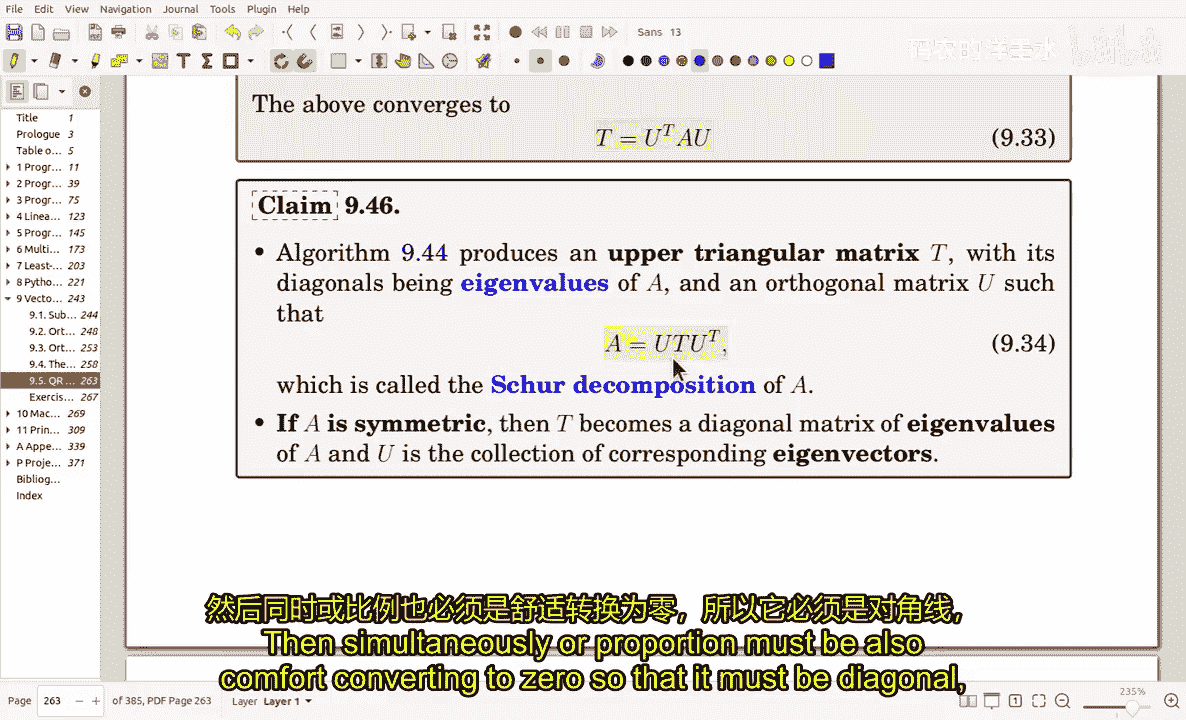 File Edit View Navigation Journal Tools Plugin Help
Sans 13
码农的洋墨水
Title 1
Prologue 3
Table o... 5
1 Progr... 11
2 Progr... 39
3 Progr... 75
4 Linea... 123
5 Progr... 145
6 Multi... 173
7 Least-... 203
8 Pytho... 221
9 Vecto... 243
9.1. Sub... 244
9.2. Ort... 248
9.3. Ort... 253
9.4. The... 258
9.5. QR ... 263
Exercis... 267
10 Mac... 269
11 Prin... 309
A Appe... 339
P Proje... 371
Bibliog...
Index
The above converges to
T = U^T AU (9.33)
Claim 9.46.
• Algorithm 9.44 produces an upper triangular matrix T, with its
diagonals being eigenvalues of A, and an orthogonal matrix U such
that
A = UTU^T, (9.34)
which is called the Schur decomposition of A.
• If A is symmetric, then T becomes a diagonal matrix of eigenvalues
of A and U is the collection of corresponding eigenvectors.
然后同时或比例也必须是舒适转换为零，所以它必须是对角线，
Then simultaneously or proportion must be also
comfort converting to zero so that it must be diagonal,
Page 263 of 385, PDF Page 263 Layer Layer 1 235%